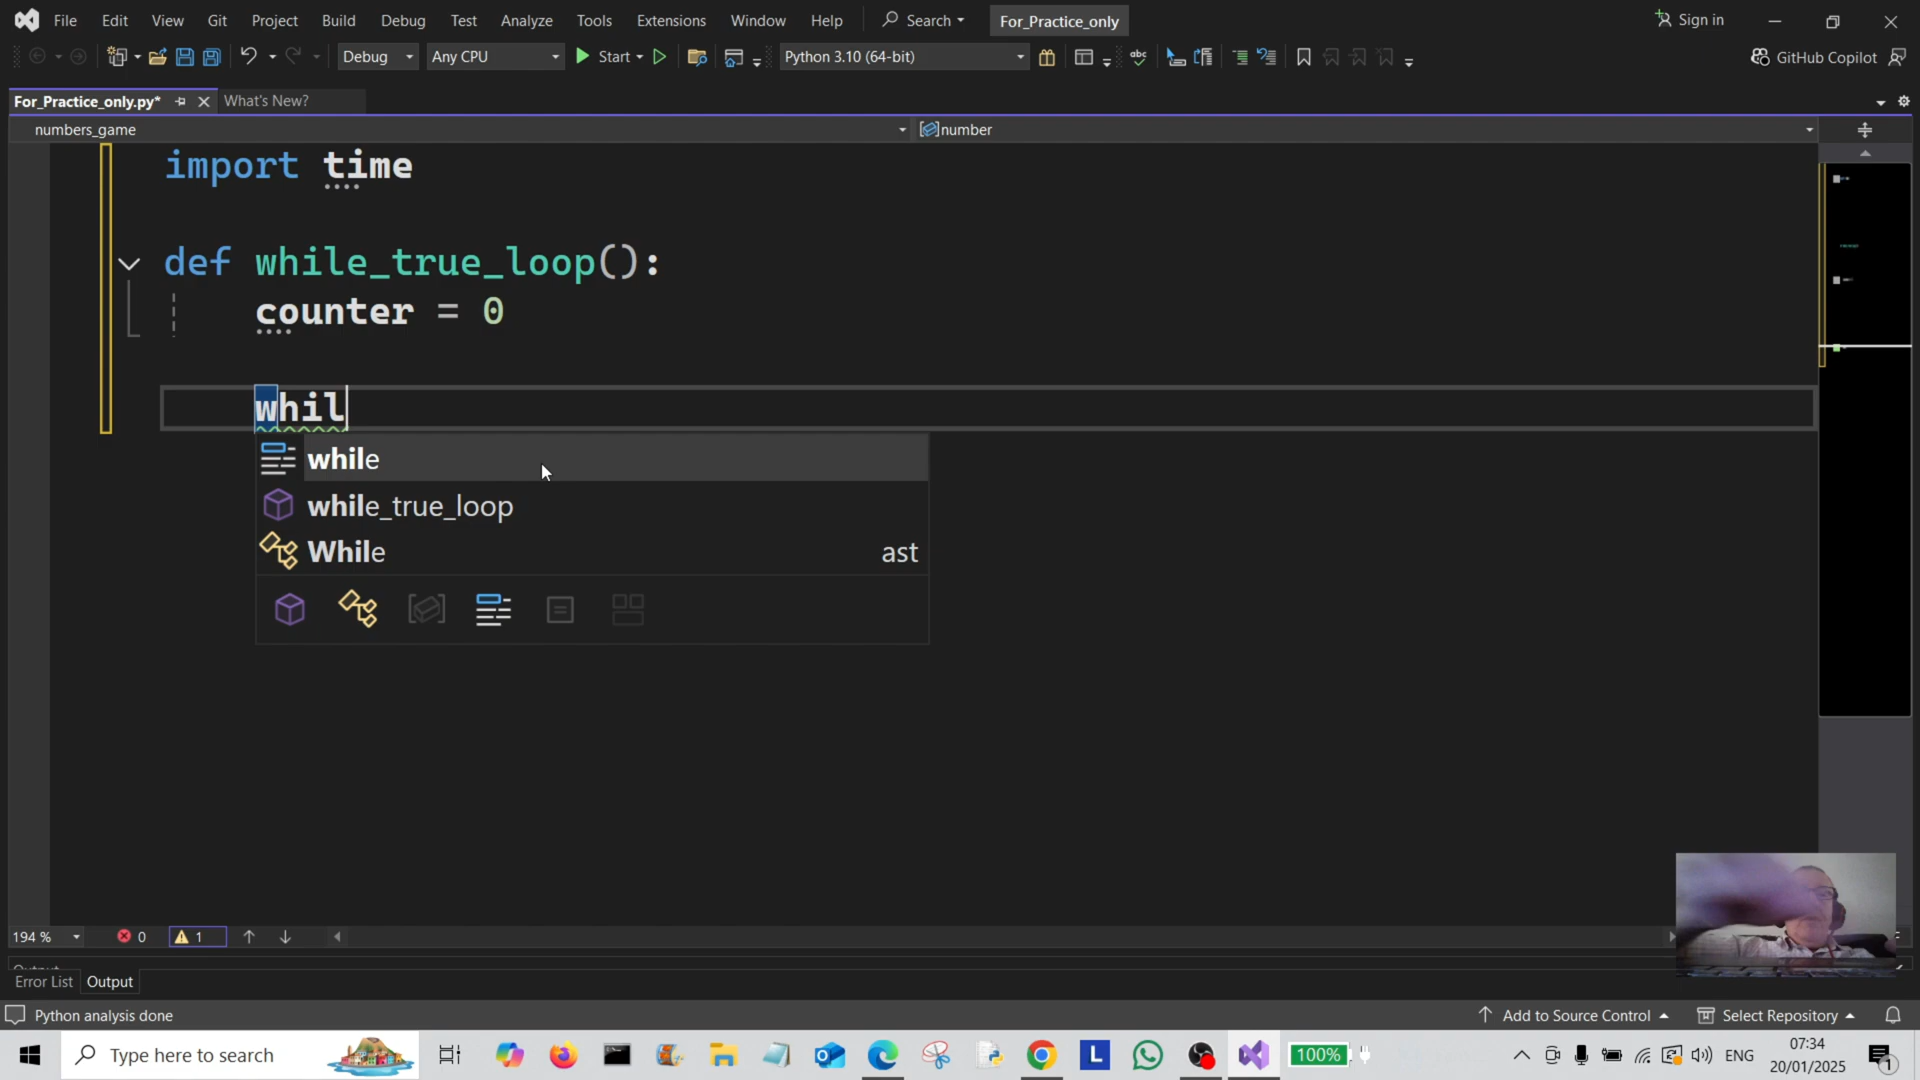 File Edit View Git Project Build Debug Test Analyze Tools Extensions Window Help Search For_Practice_only Sign in
Debug Any CPU Start Python 3.10 (64-bit) abc GitHub Copilot
For_Practice_only.py* What's New?
numbers_game number
import time
def while_true_loop():
counter = 0
whil
while
while_true_loop
While ast
194 % 0 1
Output
Error List Output
Python analysis done Add to Source Control Select Repository
Type here to search L 100% ENG 07:34
20/01/2025 1